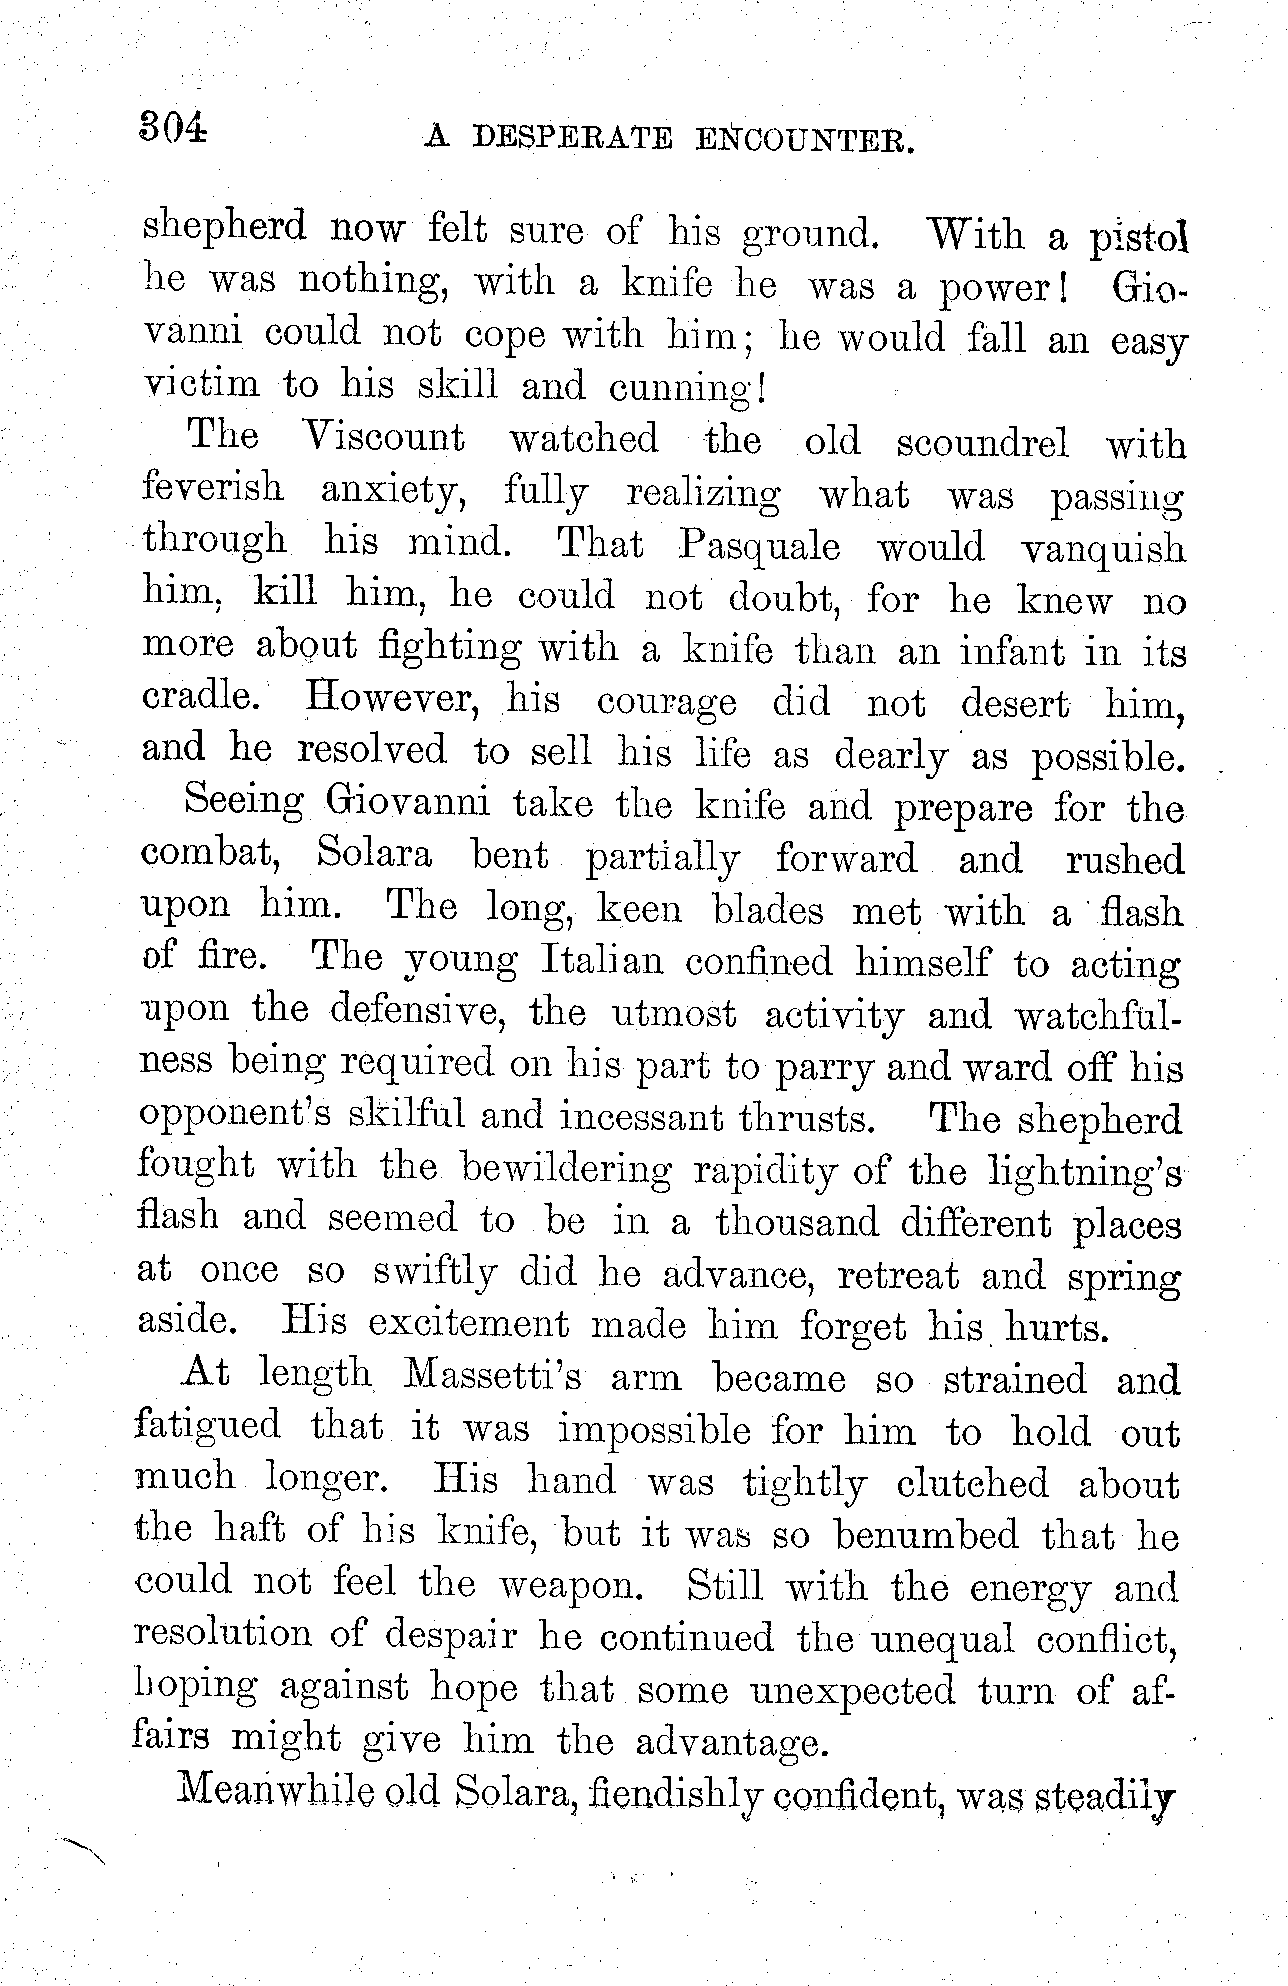 304
A DESPERATE ENCOUNTER.
shepherd now felt sure of his ground. With a pistol
he was nothing, with a knife he was a power! Gio-
vanni could not cope with him; he would fall an easy
victim to his skill and cunning!
The Viscount watched the old scoundrel with
feverish anxiety, fully realizing what was passing
through his mind. That Pasquale would vanquish
him, kill him, he could not doubt, for he knew no
more about fighting with a knife than an infant in its
cradle. However, his courage did not desert him,
and he resolved to sell his life as dearly as possible.
Seeing Giovanni take the knife and prepare for the
combat, Solara bent partially forward and rushed
upon him. The long, keen blades met with a flash
of fire. The young Italian confined himself to acting
upon the defensive, the utmost activity and watchful-
ness being required on his part to parry and ward off his
opponent's skilful and incessant thrusts. The shepherd
fought with the bewildering rapidity of the lightning's
flash and seemed to be in a thousand different places
at once so swiftly did he advance, retreat and spring
aside. His excitement made him forget his hurts.
At length Massetti's arm became so strained and
fatigued that it was impossible for him to hold out
much longer. His hand was tightly clutched about
the haft of his knife, but it was so benumbed that he
could not feel the weapon. Still with the energy and
resolution of despair he continued the unequal conflict,
hoping against hope that some unexpected turn of af-
fairs might give him the advantage.
Meanwhile old Solara, fiendishly confident, was steadily